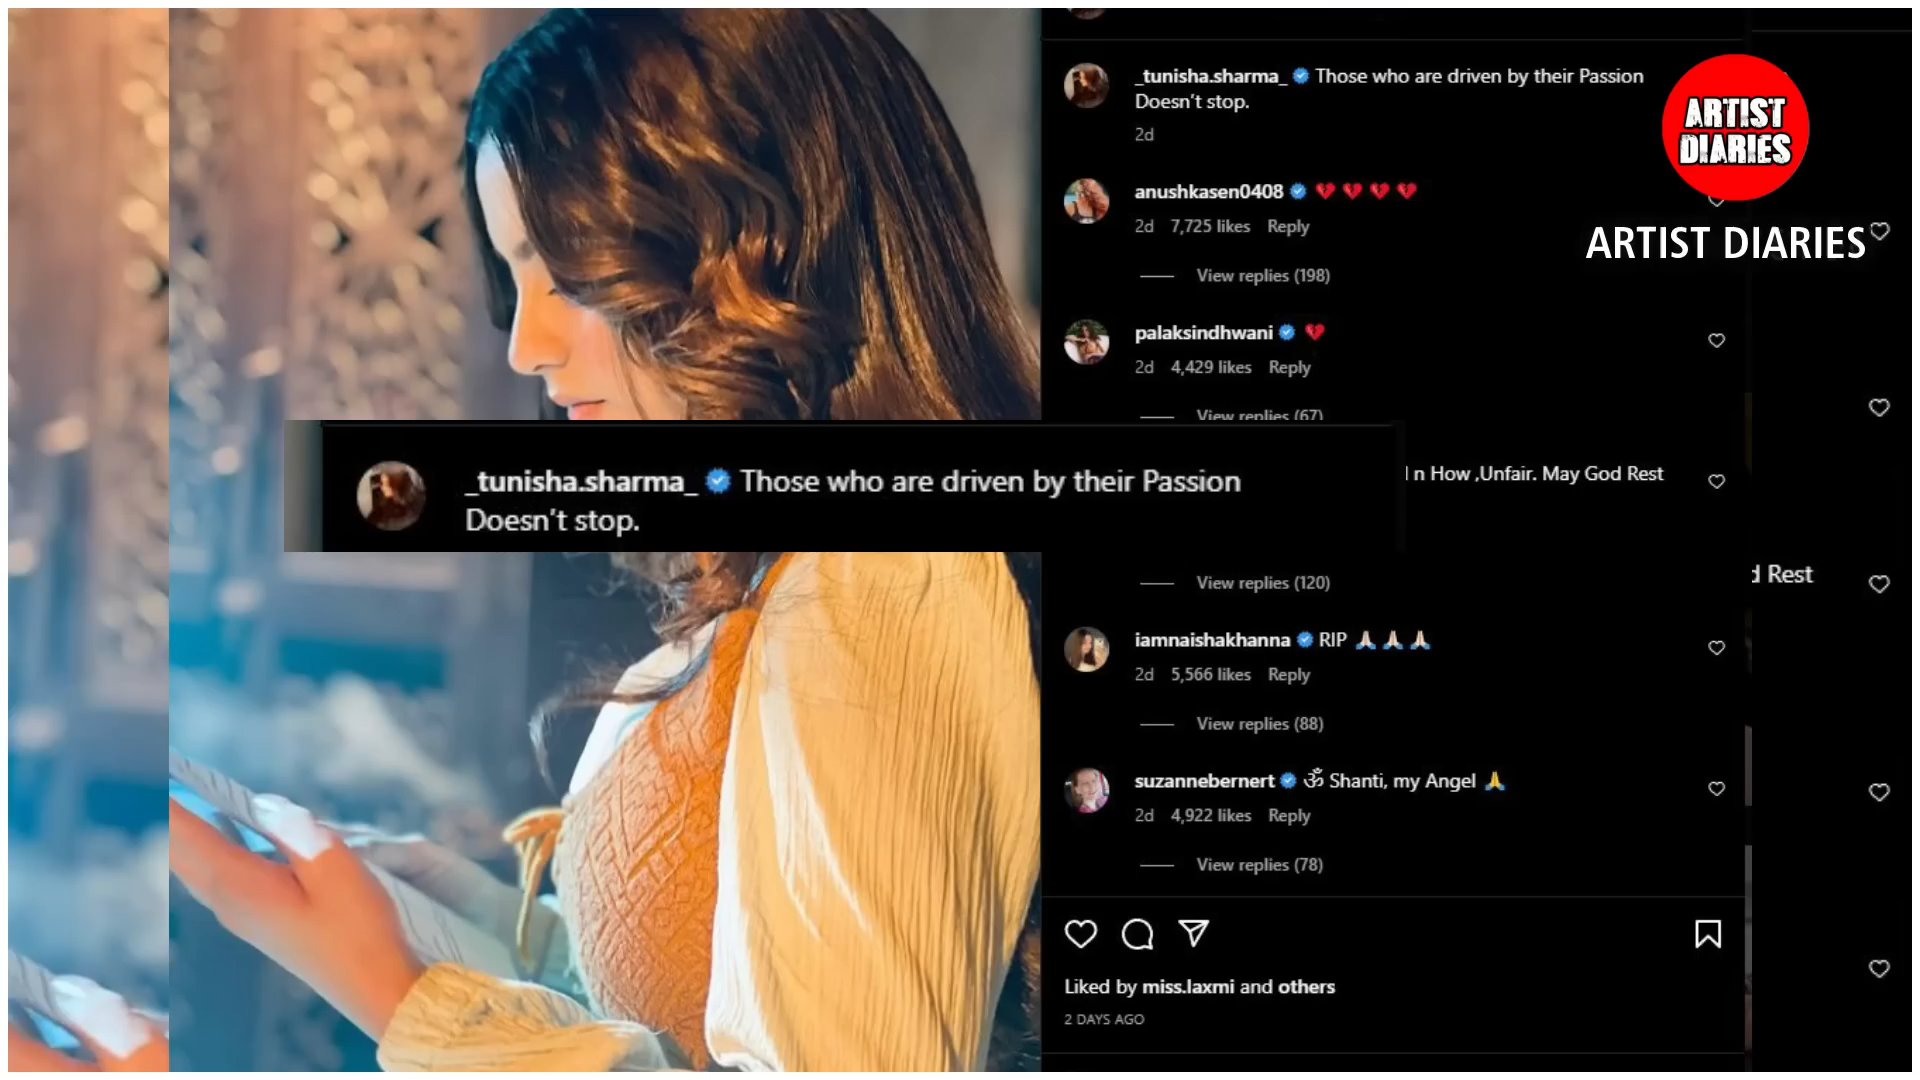 _tunisha.sharma_ Those who are driven by their Passion
Doesn't stop.
2d
ARTIST
DIARIES
ARTIST DIARIES
anushkasen0408 💔 💔 💔 💔
2d 7,725 likes Reply
View replies (198)
palaksindhwani 💔
2d 4,429 likes Reply
View replies (67)
_tunisha.sharma_ Those who are driven by their Passion
Doesn't stop.
n How ,Unfair. May God Rest
View replies (120)
Rest
iamnaishakhanna RIP 🙏🏻 🙏🏻 🙏🏻
2d 5,566 likes Reply
View replies (88)
suzannebernert ॐ Shanti, my Angel 🙏
2d 4,922 likes Reply
View replies (78)
Liked by miss.laxmi and others
2 DAYS AGO